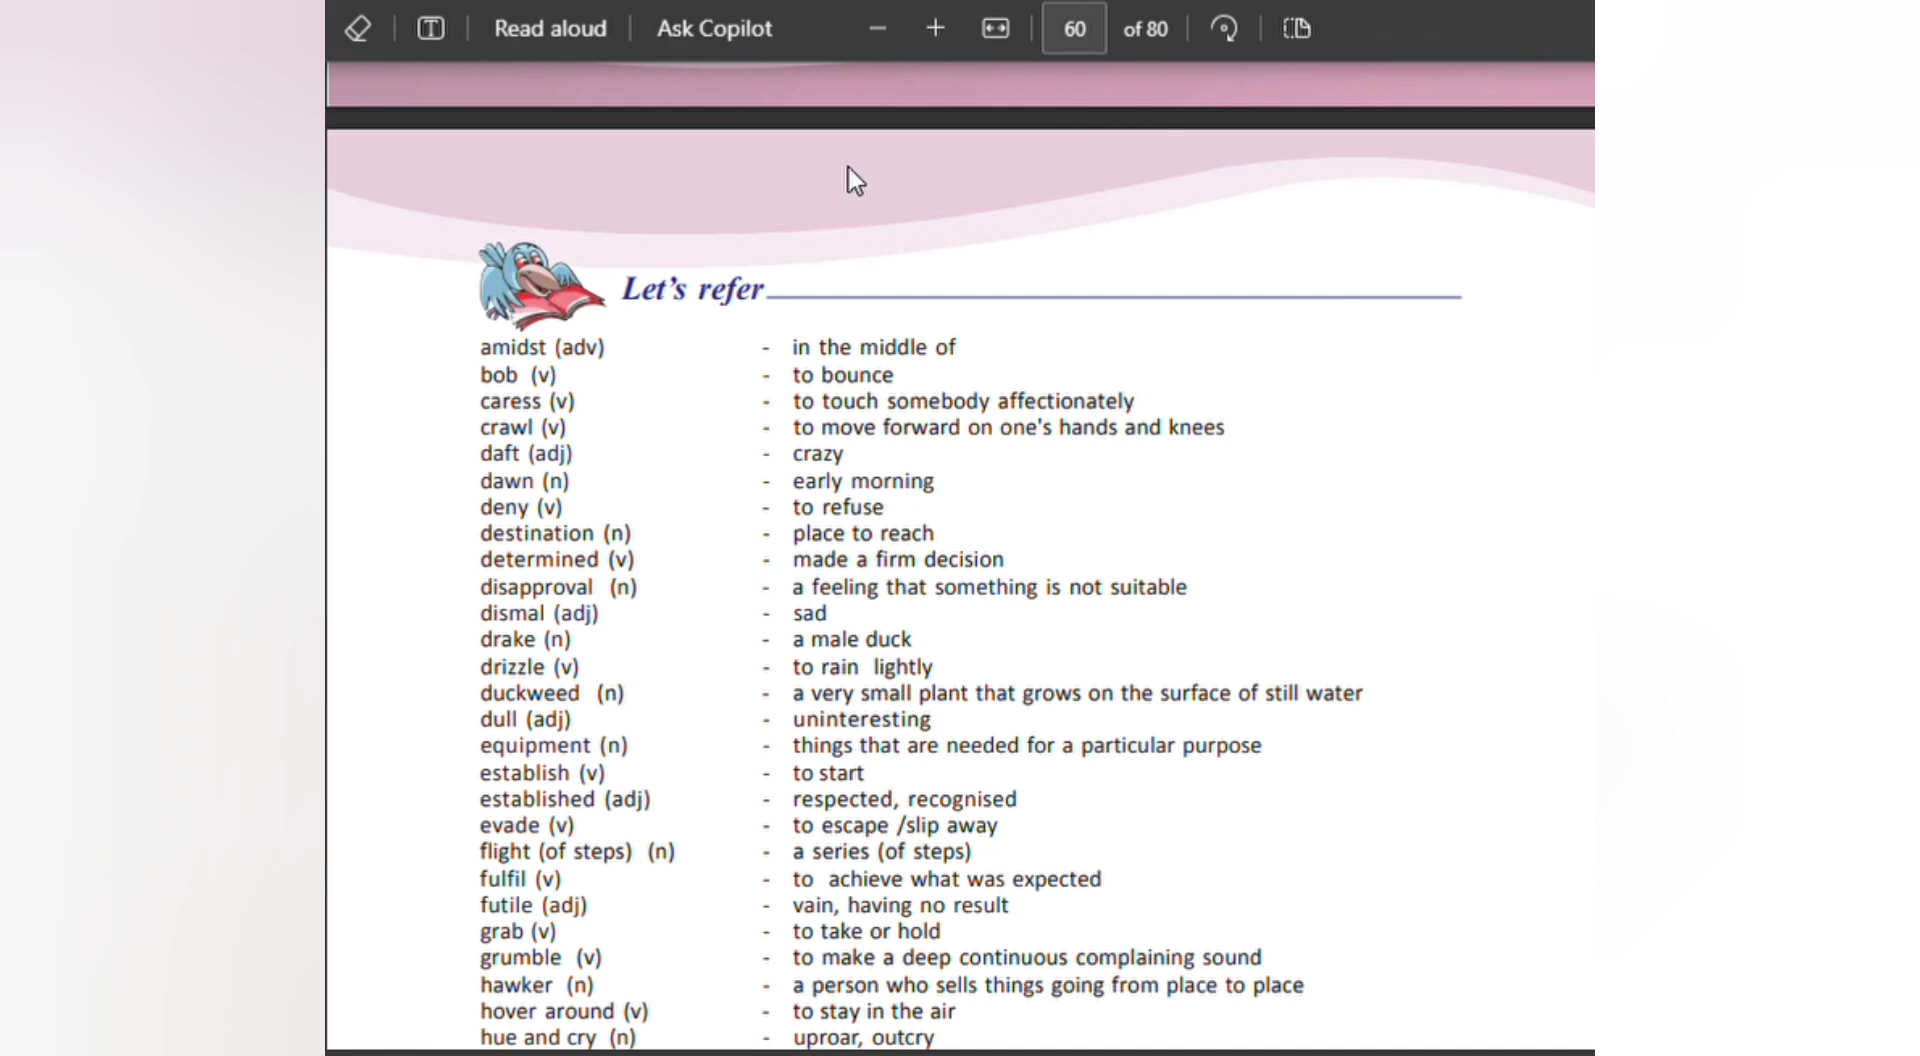 Read aloud Ask Copilot 60 of 80
Let's refer
amidst (adv) - in the middle of
bob (v) - to bounce
caress (v) - to touch somebody affectionately
crawl (v) - to move forward on one's hands and knees
daft (adj) - crazy
dawn (n) - early morning
deny (v) - to refuse
destination (n) - place to reach
determined (v) - made a firm decision
disapproval (n) - a feeling that something is not suitable
dismal (adj) - sad
drake (n) - a male duck
drizzle (v) - to rain lightly
duckweed (n) - a very small plant that grows on the surface of still water
dull (adj) - uninteresting
equipment (n) - things that are needed for a particular purpose
establish (v) - to start
established (adj) - respected, recognised
evade (v) - to escape /slip away
flight (of steps) (n) - a series (of steps)
fulfil (v) - to achieve what was expected
futile (adj) - vain, having no result
grab (v) - to take or hold
grumble (v) - to make a deep continuous complaining sound
hawker (n) - a person who sells things going from place to place
hover around (v) - to stay in the air
hue and cry (n) - uproar, outcry